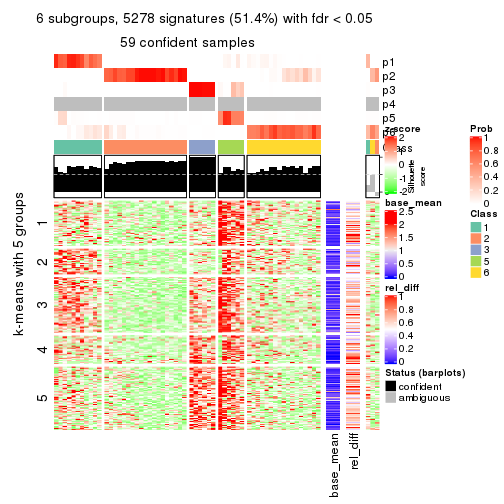 6 subgroups, 5278 signatures (51.4%) with fdr < 0.05
59 confident samples
p1
p2
p3
p4
p5
p6
Class
Silhouette
score
k-means with 5 groups
1
2
3
4
5
base_mean
rel_diff
z-score
2
1
0
-1
-2
base_mean
2.5
2
1.5
1
0.5
0
rel_diff
1
0.8
0.6
0.4
0.2
0
Status (barplots)
confident
ambiguous
Prob
1
0.8
0.6
0.4
0.2
0
Class
1
2
3
5
6